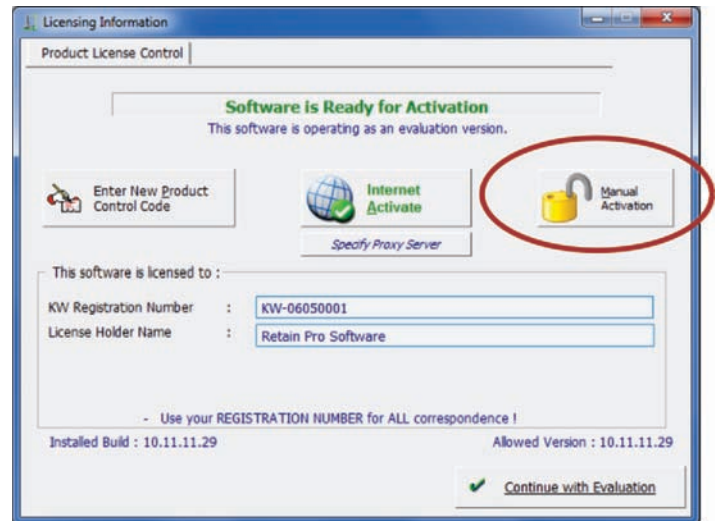 Licensing Information
Product License Control
Software is Ready for Activation
This software is operating as an evaluation version.
Enter New Product
Control Code
Internet
Activate
Manual
Activation
Specify Proxy Server
This software is licensed to :
KW Registration Number : KW-06050001
License Holder Name : Retain Pro Software
- Use your REGISTRATION NUMBER for ALL correspondence !
Installed Build : 10.11.11.29 Allowed Version : 10.11.11.29
Continue with Evaluation